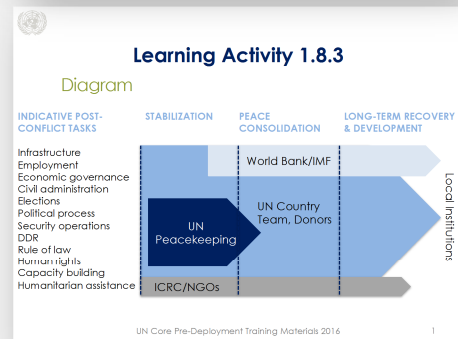 Learning Activity 1.8.3
Diagram
INDICATIVE POST-
CONFLICT TASKS
STABILIZATION
PEACE
CONSOLIDATION
LONG-TERM RECOVERY
& DEVELOPMENT
Infrastructure
Employment
Economic governance
Civil administration
Elections
Political process
Security operations
DDR
Rule of law
Human rights
Capacity building
Humanitarian assistance
World Bank/IMF
UN Country
Team, Donors
UN
Peacekeeping
ICRC/NGOs
Local Institutions
UN Core Pre-Deployment Training Materials 2016
1